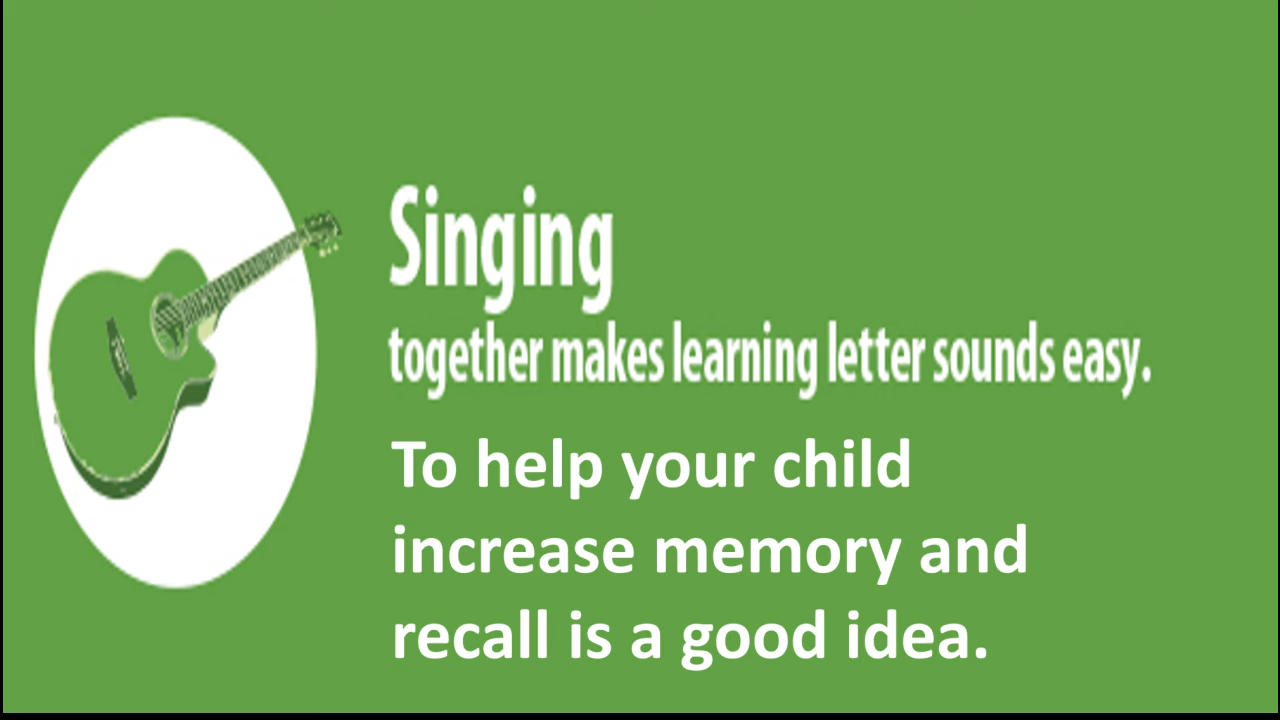 Singing
together makes learning letter sounds easy.
To help your child
increase memory and
recall is a good idea.